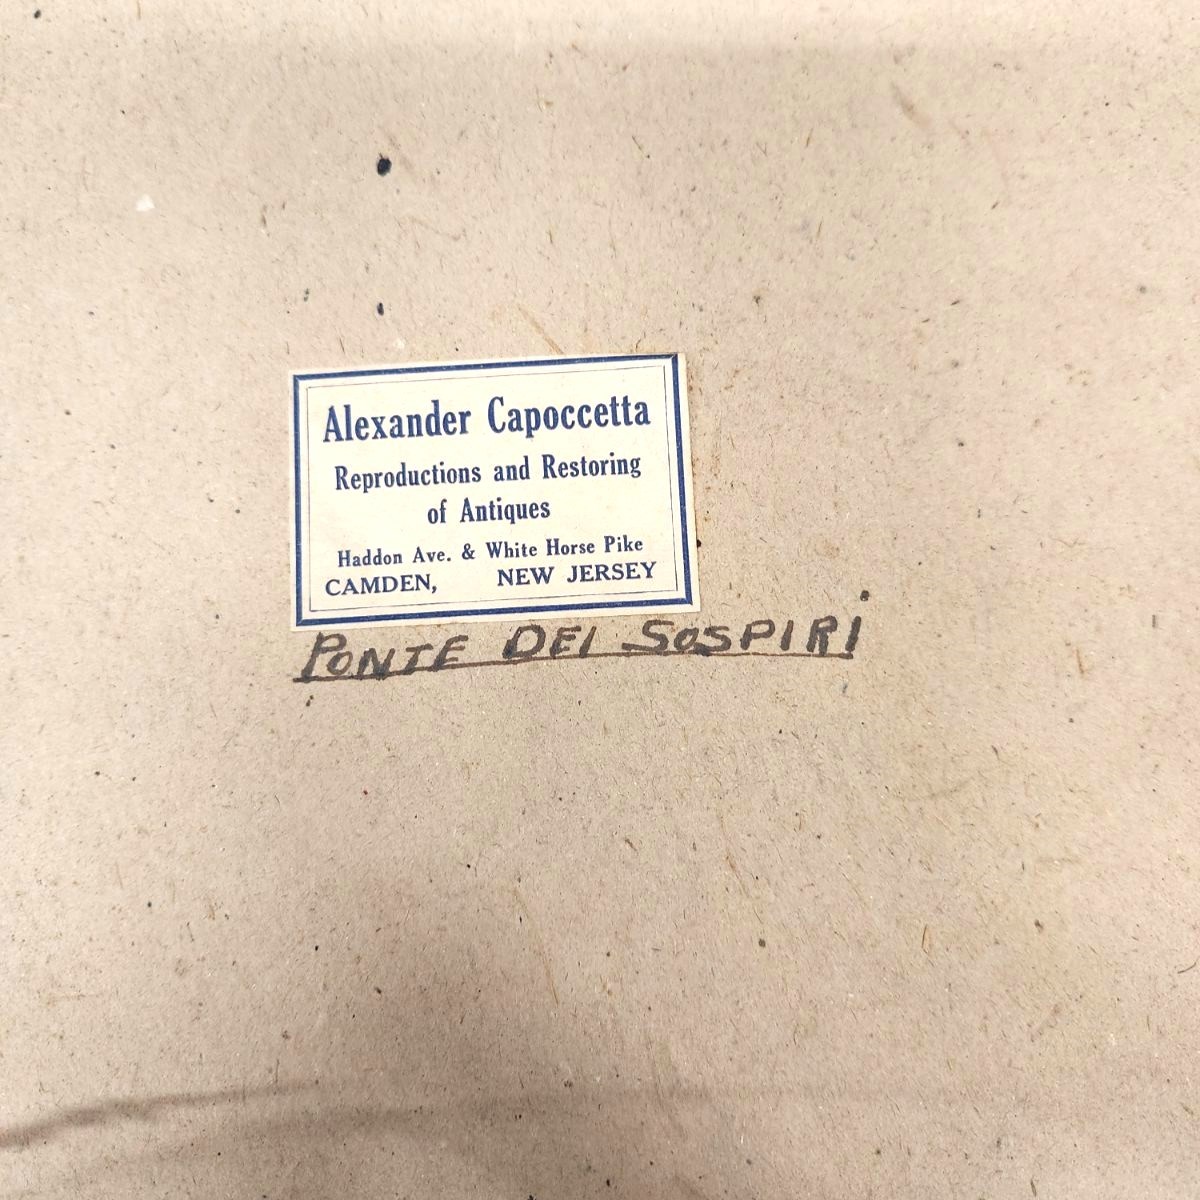 Alexander Capoccetta
Reproductions and Restoring
of Antiques
Haddon Ave. & White Horse Pike
CAMDEN, NEW JERSEY
PONTE DEI SOSPIRI